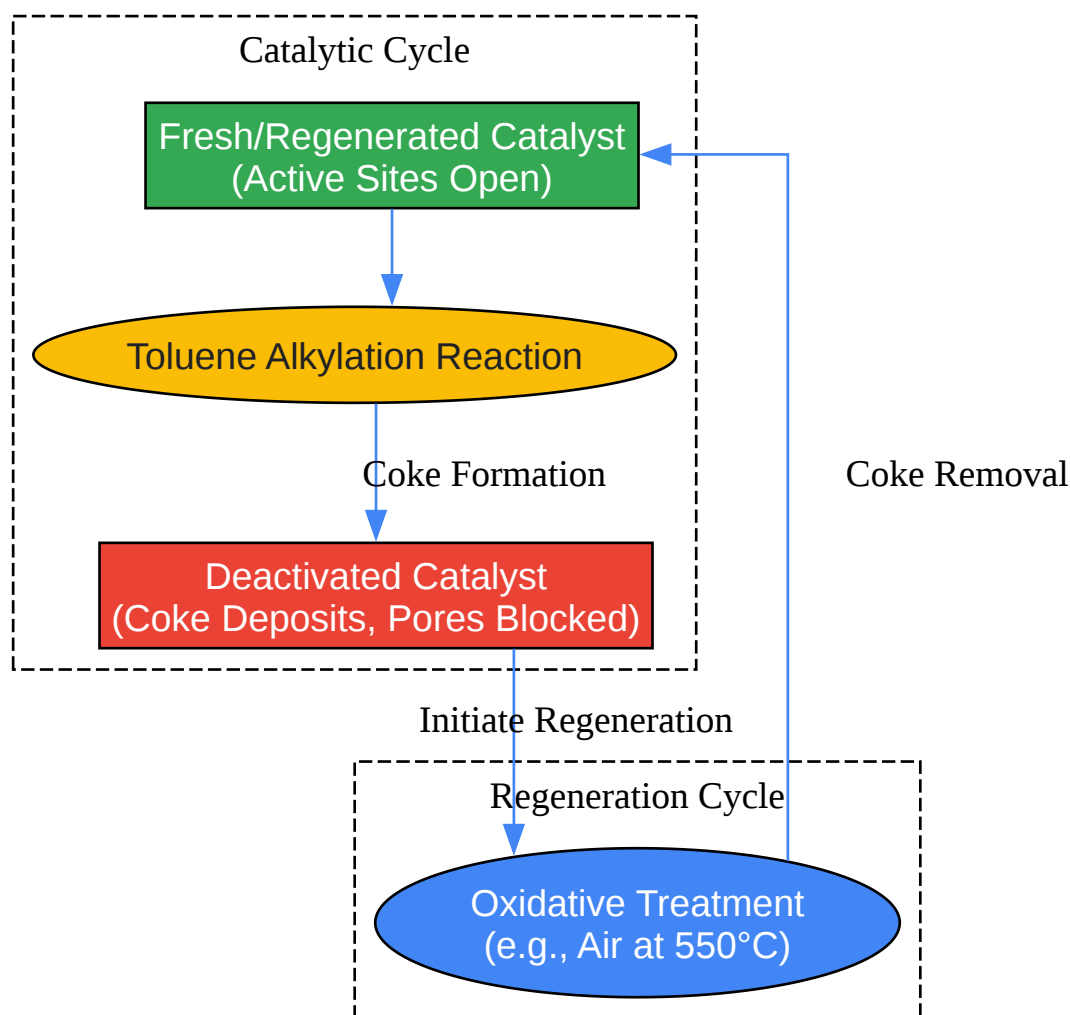 Catalytic Cycle
Fresh/Regenerated Catalyst
(Active Sites Open)
Toluene Alkylation Reaction
Coke Formation
Coke Removal
Deactivated Catalyst
(Coke Deposits, Pores Blocked)
Initiate Regeneration
Regeneration Cycle
Oxidative Treatment
(e.g., Air at 550°C)